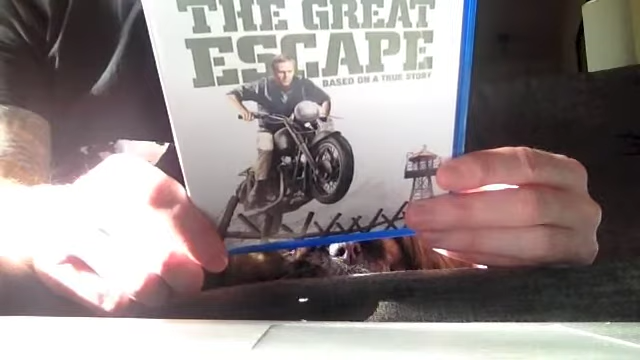 THE GREAT
ESCAPE
BASED ON A TRUE STORY